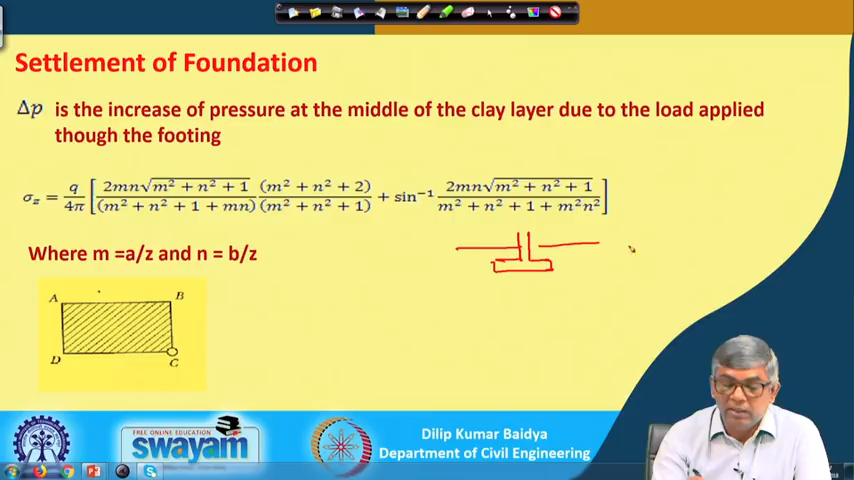 Settlement of Foundation
Δp is the increase of pressure at the middle of the clay layer due to the load applied
though the footing
σ_z = q/4π [ 2mn√(m² + n² + 1) / (m² + n² + 1 + mn) (m² + n² + 2) / (m² + n² + 1) + sin⁻¹ 2mn√(m² + n² + 1) / (m² + n² + 1 + m²n²) ]
Where m =a/z and n = b/z
A B
D C
FREE ONLINE EDUCATION
swayam
Dilip Kumar Baidya
Department of Civil Engineering